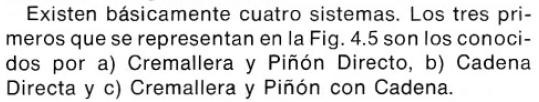 Existen básicamente cuatro sistemas. Los tres pri-
meros que se representan en la Fig. 4.5 son los conoci-
dos por a) Cremallera y Piñón Directo, b) Cadena
Directa y c) Cremallera y Piñón con Cadena.